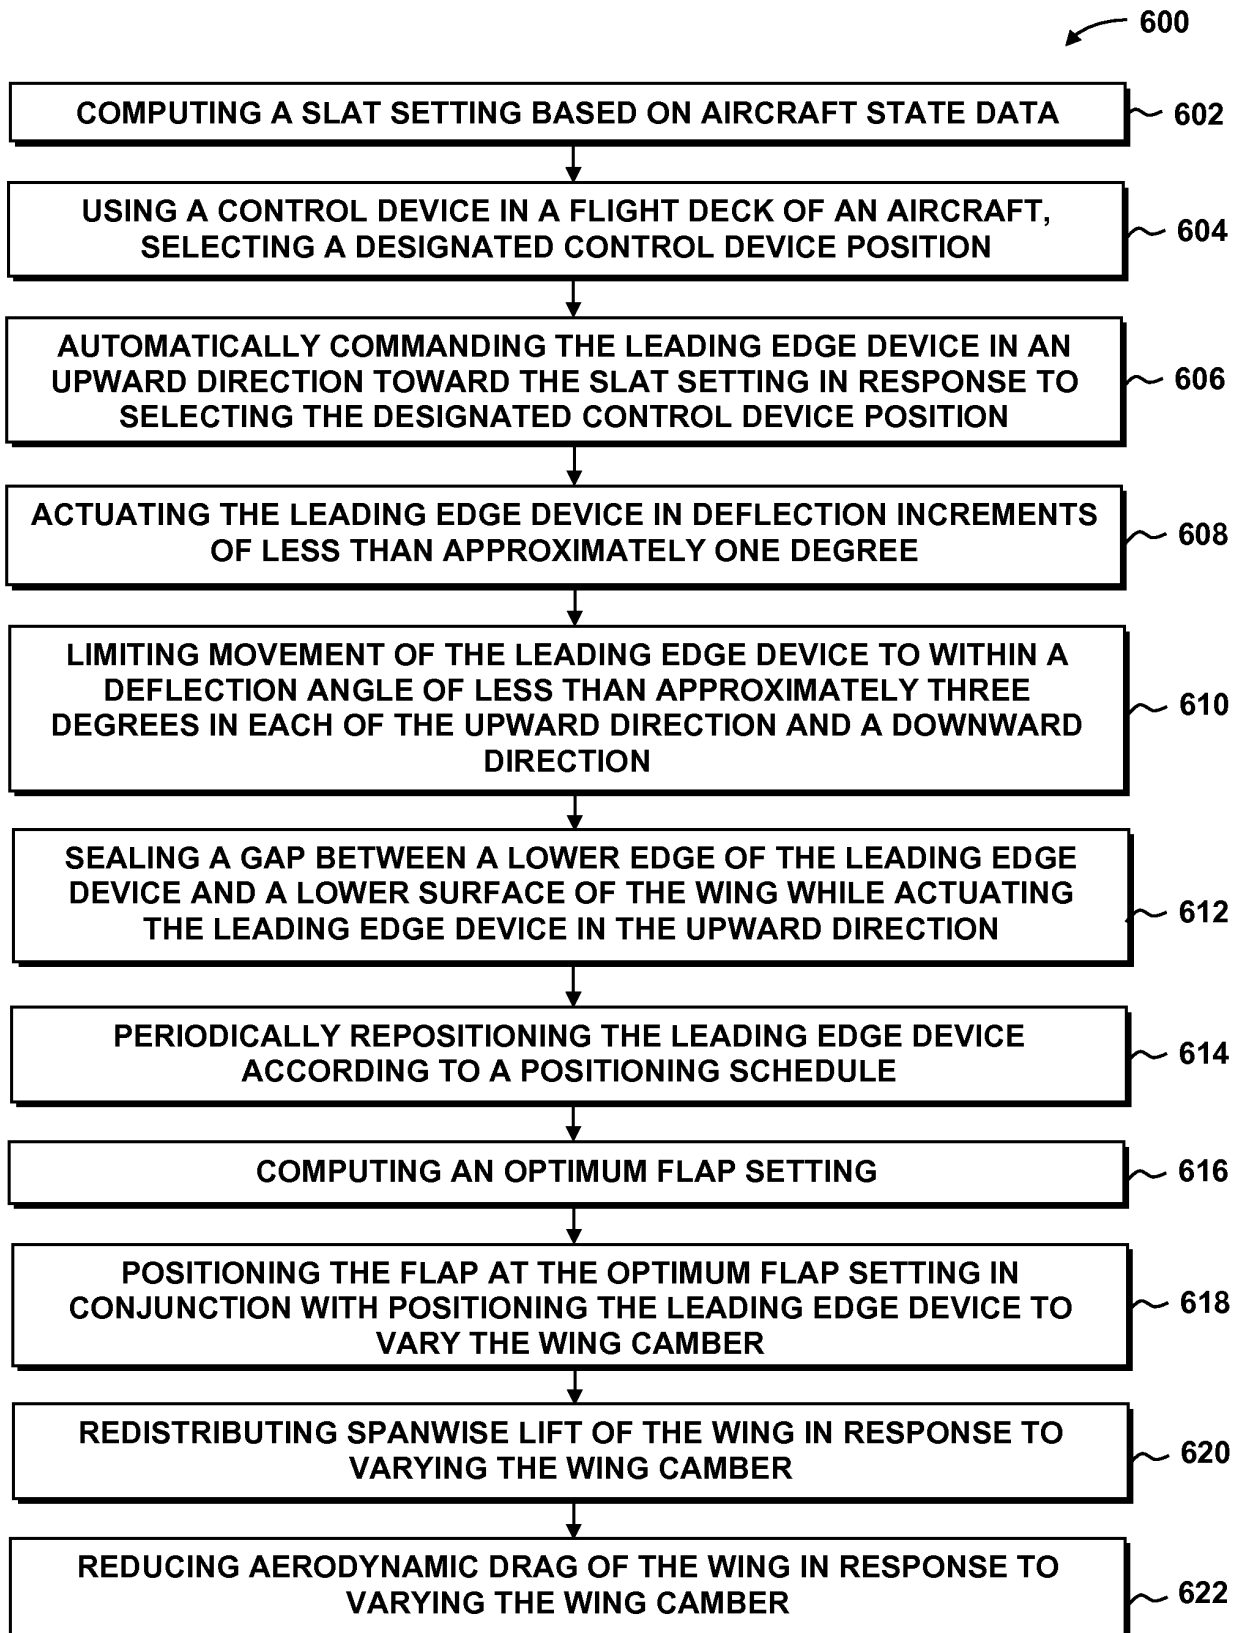 600
COMPUTING A SLAT SETTING BASED ON AIRCRAFT STATE DATA
602
USING A CONTROL DEVICE IN A FLIGHT DECK OF AN AIRCRAFT,
SELECTING A DESIGNATED CONTROL DEVICE POSITION
604
AUTOMATICALLY COMMANDING THE LEADING EDGE DEVICE IN AN
UPWARD DIRECTION TOWARD THE SLAT SETTING IN RESPONSE TO
SELECTING THE DESIGNATED CONTROL DEVICE POSITION
606
ACTUATING THE LEADING EDGE DEVICE IN DEFLECTION INCREMENTS
OF LESS THAN APPROXIMATELY ONE DEGREE
608
LIMITING MOVEMENT OF THE LEADING EDGE DEVICE TO WITHIN A
DEFLECTION ANGLE OF LESS THAN APPROXIMATELY THREE
DEGREES IN EACH OF THE UPWARD DIRECTION AND A DOWNWARD
DIRECTION
610
SEALING A GAP BETWEEN A LOWER EDGE OF THE LEADING EDGE
DEVICE AND A LOWER SURFACE OF THE WING WHILE ACTUATING
THE LEADING EDGE DEVICE IN THE UPWARD DIRECTION
612
PERIODICALLY REPOSITIONING THE LEADING EDGE DEVICE
ACCORDING TO A POSITIONING SCHEDULE
614
COMPUTING AN OPTIMUM FLAP SETTING
616
POSITIONING THE FLAP AT THE OPTIMUM FLAP SETTING IN
CONJUNCTION WITH POSITIONING THE LEADING EDGE DEVICE TO
VARY THE WING CAMBER
618
REDISTRIBUTING SPANWISE LIFT OF THE WING IN RESPONSE TO
VARYING THE WING CAMBER
620
REDUCING AERODYNAMIC DRAG OF THE WING IN RESPONSE TO
VARYING THE WING CAMBER
622